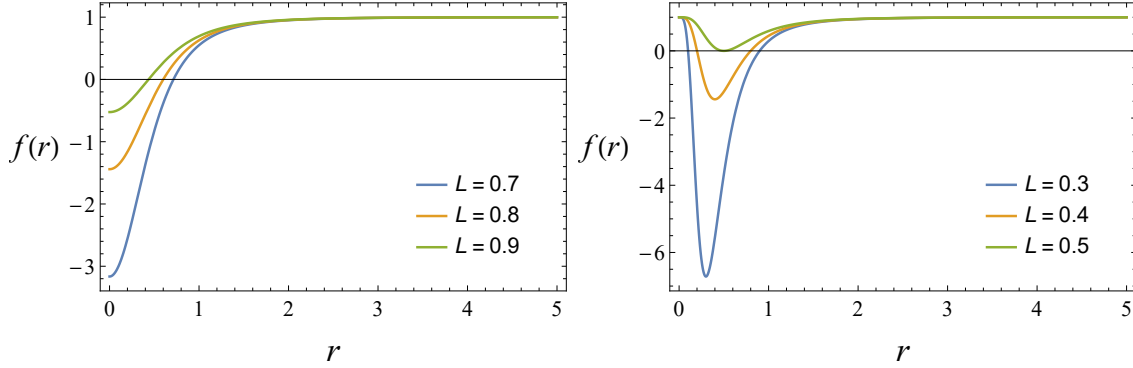 1
0
-1
-2
-3
f(r)
L = 0.7
L = 0.8
L = 0.9
0 1 2 3 4 5
r
0
-2
-4
-6
f(r)
L = 0.3
L = 0.4
L = 0.5
0 1 2 3 4 5
r